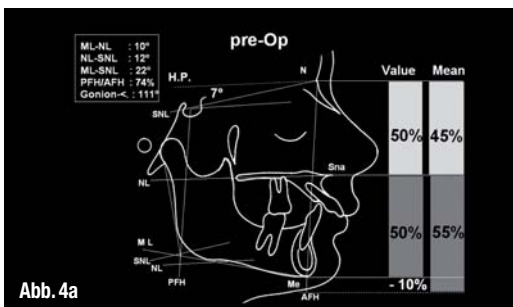 pre-Op
ML-NL : 10°
NL-SNL : 12°
ML-SNL : 22°
PFH/AFH : 74%
Gonion-<. : 111°
H.P.
N
Value Mean
7°
SNL
50% 45%
Sna
NL
50% 55%
ML
SNL
NL
PFH
Me
AFH
- 10%
Abb. 4a